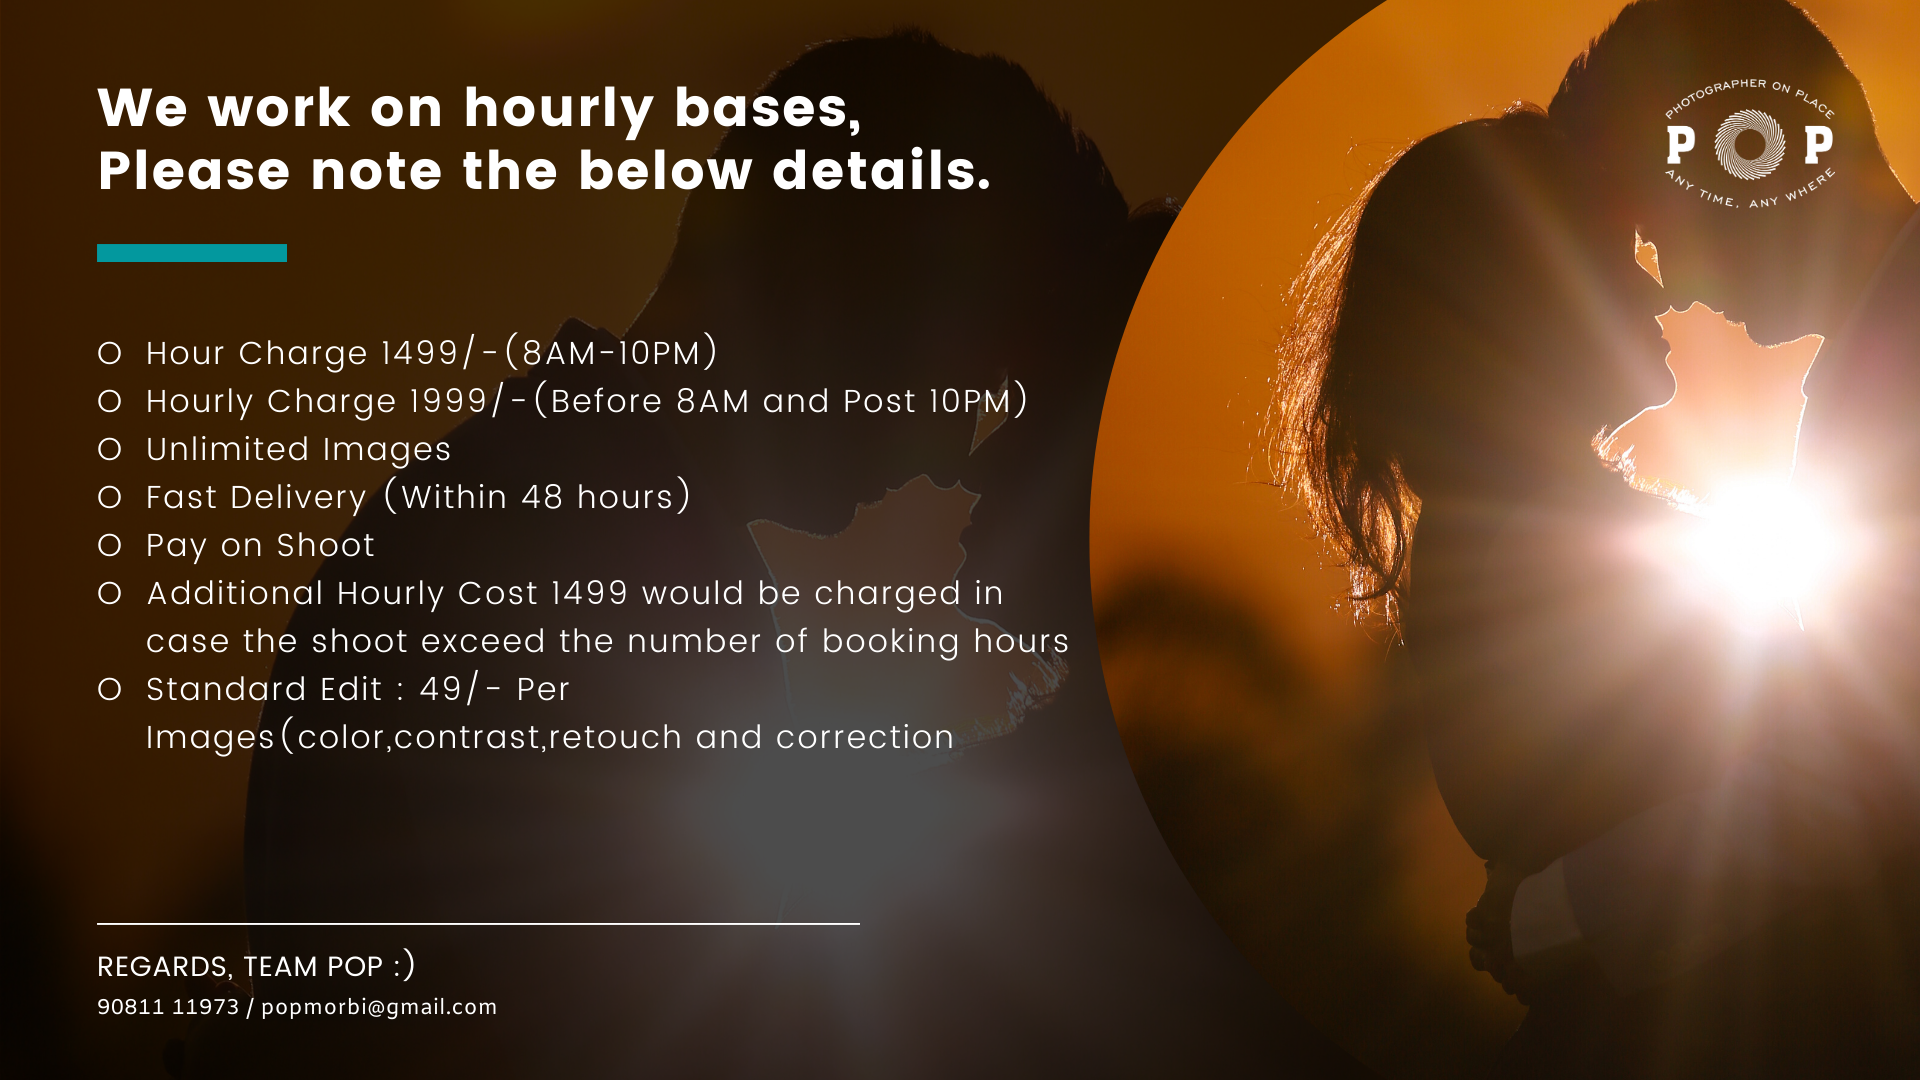 We work on hourly bases,
Please note the below details.
PHOTOGRAPHER ON PLACE
P O P
ANY TIME, ANY WHERE
O Hour Charge 1499/-(8AM-10PM)
O Hourly Charge 1999/-(Before 8AM and Post 10PM)
O Unlimited Images
O Fast Delivery (Within 48 hours)
O Pay on Shoot
O Additional Hourly Cost 1499 would be charged in
case the shoot exceed the number of booking hours
O Standard Edit : 49/- Per
Images(color,contrast,retouch and correction
REGARDS, TEAM POP :)
90811 11973 / popmorbi@gmail.com